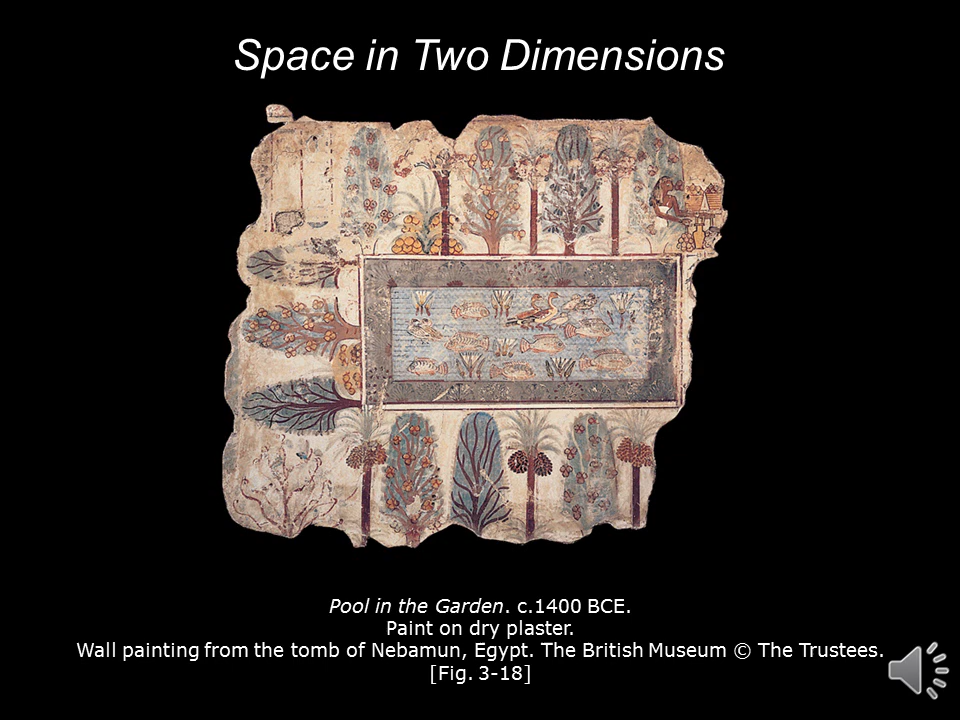 Space in Two Dimensions
Pool in the Garden. c.1400 BCE.
Paint on dry plaster.
Wall painting from the tomb of Nebamun, Egypt. The British Museum © The Trustees.
[Fig. 3-18]